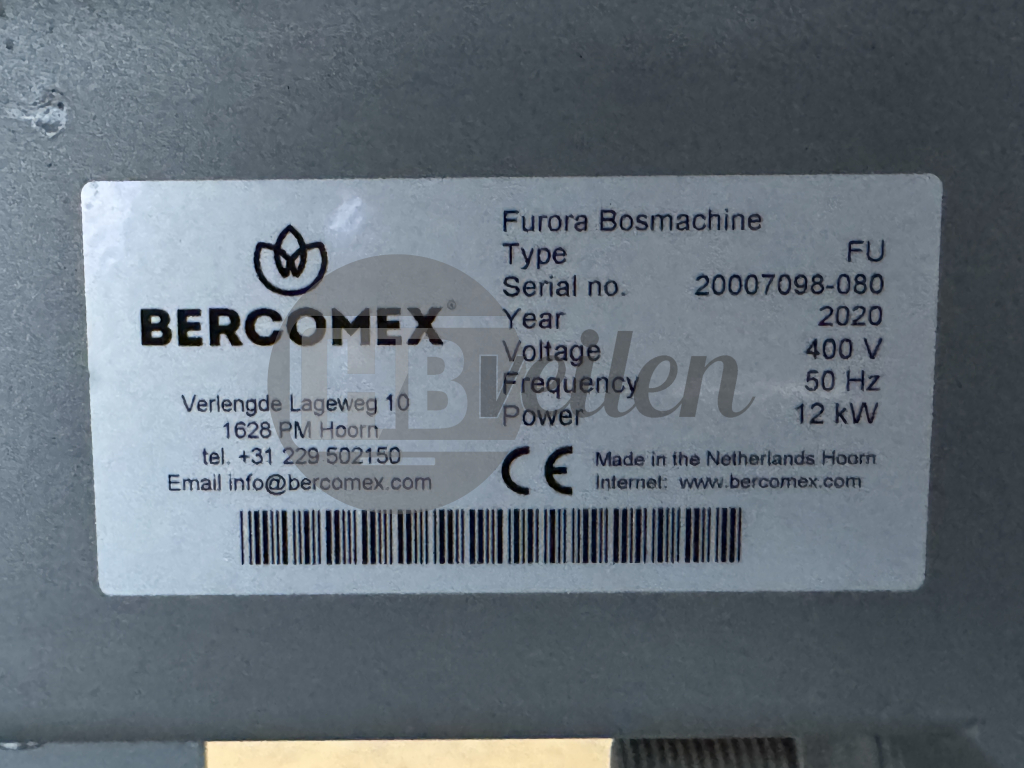 BERCOMEX®
Verlengde Lageweg 10
1628 PM Hoorn
tel. +31 229 502150
Email info@bercomex.com
Furora Bosmachine
Type FU
Serial no. 20007098-080
Year 2020
Voltage 400 V
Frequency 50 Hz
Power 12 kW
CE
Made in the Netherlands Hoorn
Internet: www.bercomex.com
HBveilen